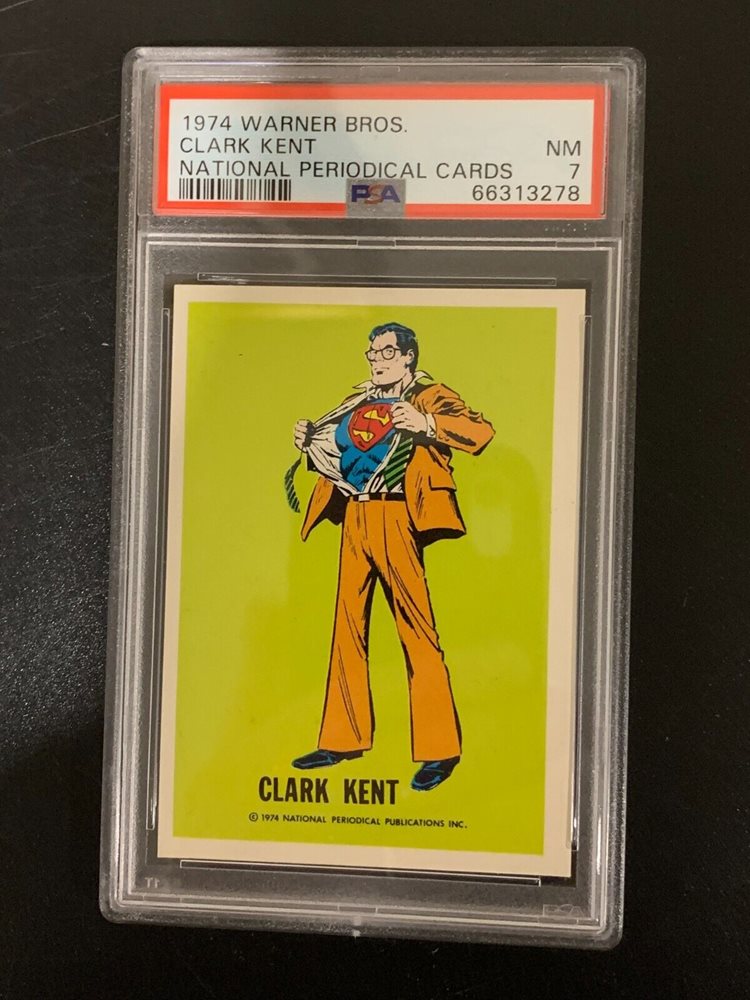 1974 WARNER BROS.
CLARK KENT NM
NATIONAL PERIODICAL CARDS 7
PSA 66313278
S
CLARK KENT
© 1974 NATIONAL PERIODICAL PUBLICATIONS INC.
PSA